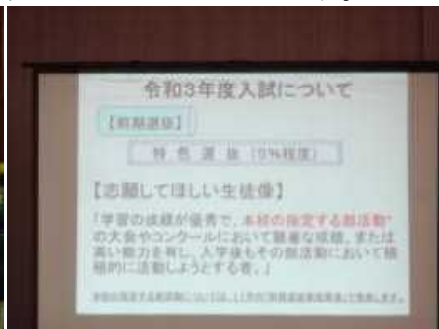 令和3年度入試について
【前期選抜】
特 色 選 抜 (5%程度)
【志願してほしい生徒像】
「学習の成績が優秀で、本校の指定する部活動*
の大会やコンクールにおいて顕著な成績、または
高い能力を有し、入学後もその部活動において積
極的に活動しようとする者。」